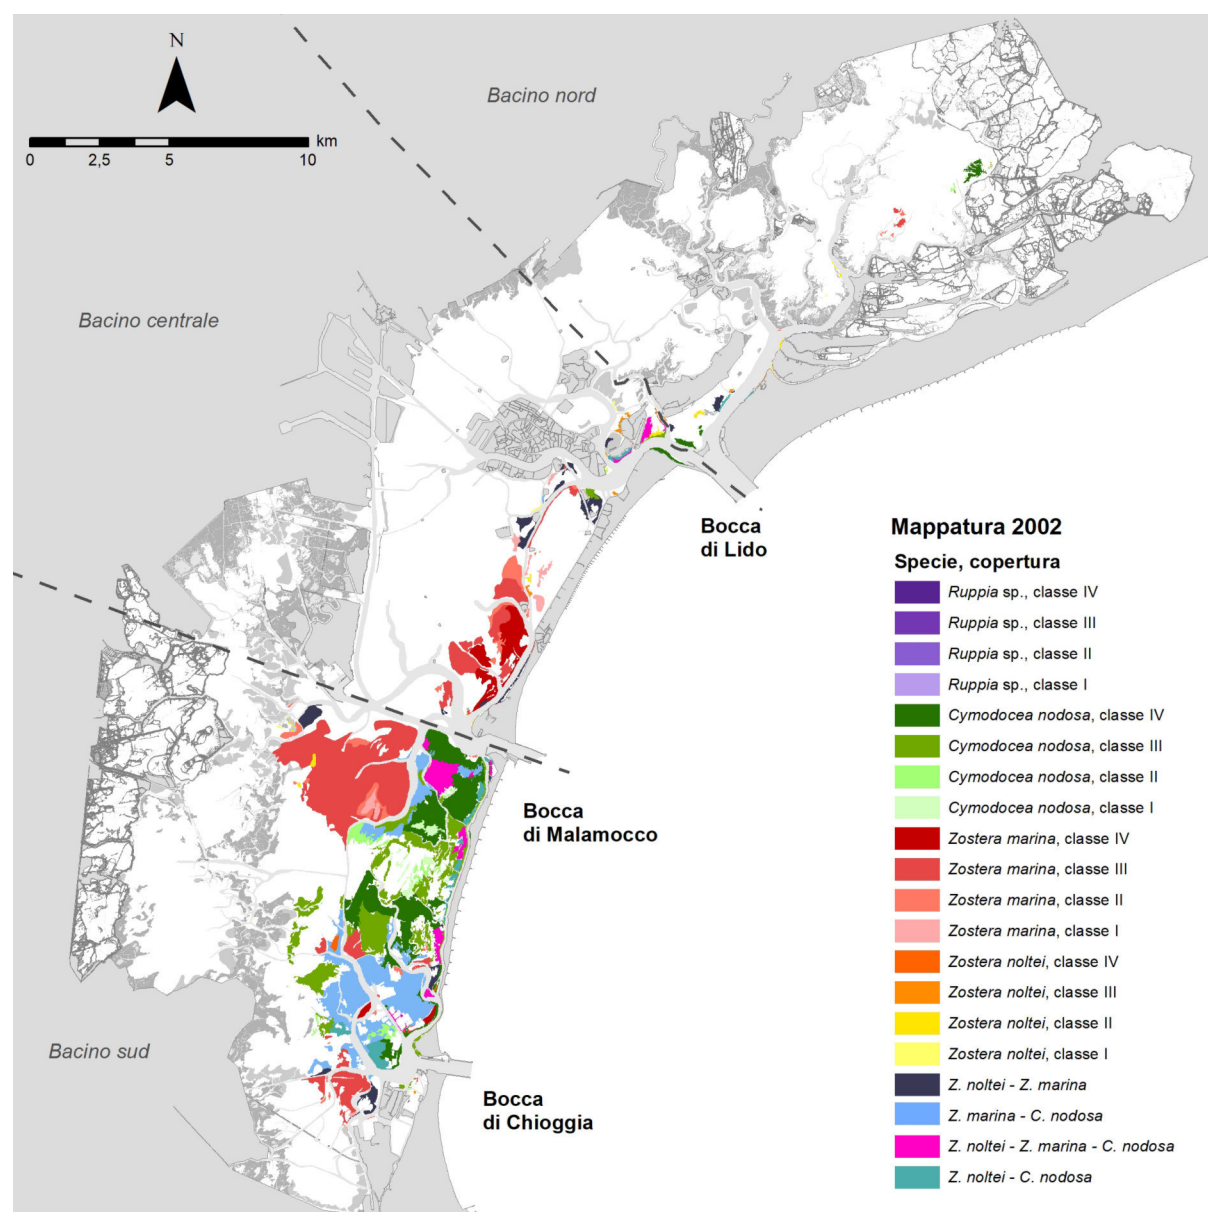 N
km
0 2,5 5 10
Bacino nord
Bacino centrale
Bacino sud
Bocca
di Lido
Bocca
di Malamocco
Bocca
di Chioggia
Mappatura 2002
Specie, copertura
Ruppia sp., classe IV
Ruppia sp., classe III
Ruppia sp., classe II
Ruppia sp., classe I
Cymodocea nodosa, classe IV
Cymodocea nodosa, classe III
Cymodocea nodosa, classe II
Cymodocea nodosa, classe I
Zostera marina, classe IV
Zostera marina, classe III
Zostera marina, classe II
Zostera marina, classe I
Zostera noltei, classe IV
Zostera noltei, classe III
Zostera noltei, classe II
Zostera noltei, classe I
Z. noltei - Z. marina
Z. marina - C. nodosa
Z. noltei - Z. marina - C. nodosa
Z. noltei - C. nodosa